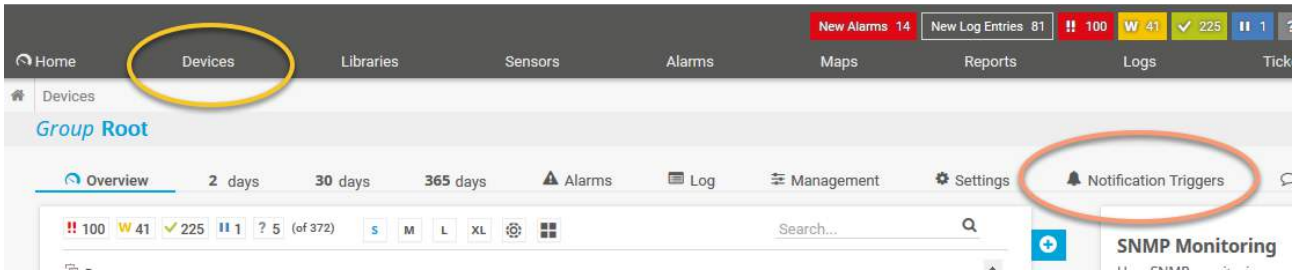 New Alarms 14 New Log Entries 81 !! 100 W 41 225 1 ?
Home Devices Libraries Sensors Alarms Maps Reports Logs
Devices
Group Root
Overview 2 days 30 days 365 days Alarms Log Management Settings Notification Triggers
!! 100 W 41 225 1 ? 5 (of 372) S M L XL Search...
SNMP Monitoring